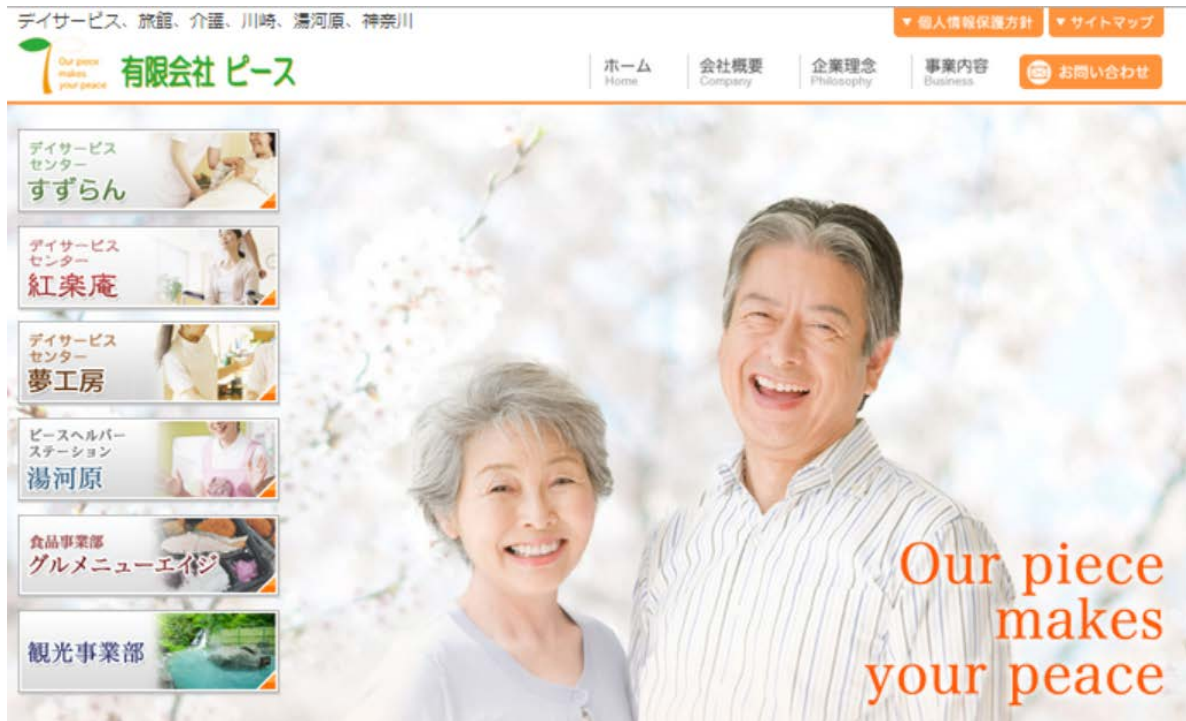 デイサービス、旅館、介護、川崎、湯河原、神奈川
▼ 個人情報保護方針
▼ サイトマップ
Our piece
makes
your peace
有限会社 ピース
ホーム
Home
会社概要
Company
企業理念
Philosophy
事業内容
Business
お問い合わせ
デイサービス
センター
すずらん
デイサービス
センター
紅楽庵
デイサービス
センター
夢工房
ピースヘルパー
ステーション
湯河原
食品事業部
グルメニューエイジ
観光事業部
Our piece
makes
your peace